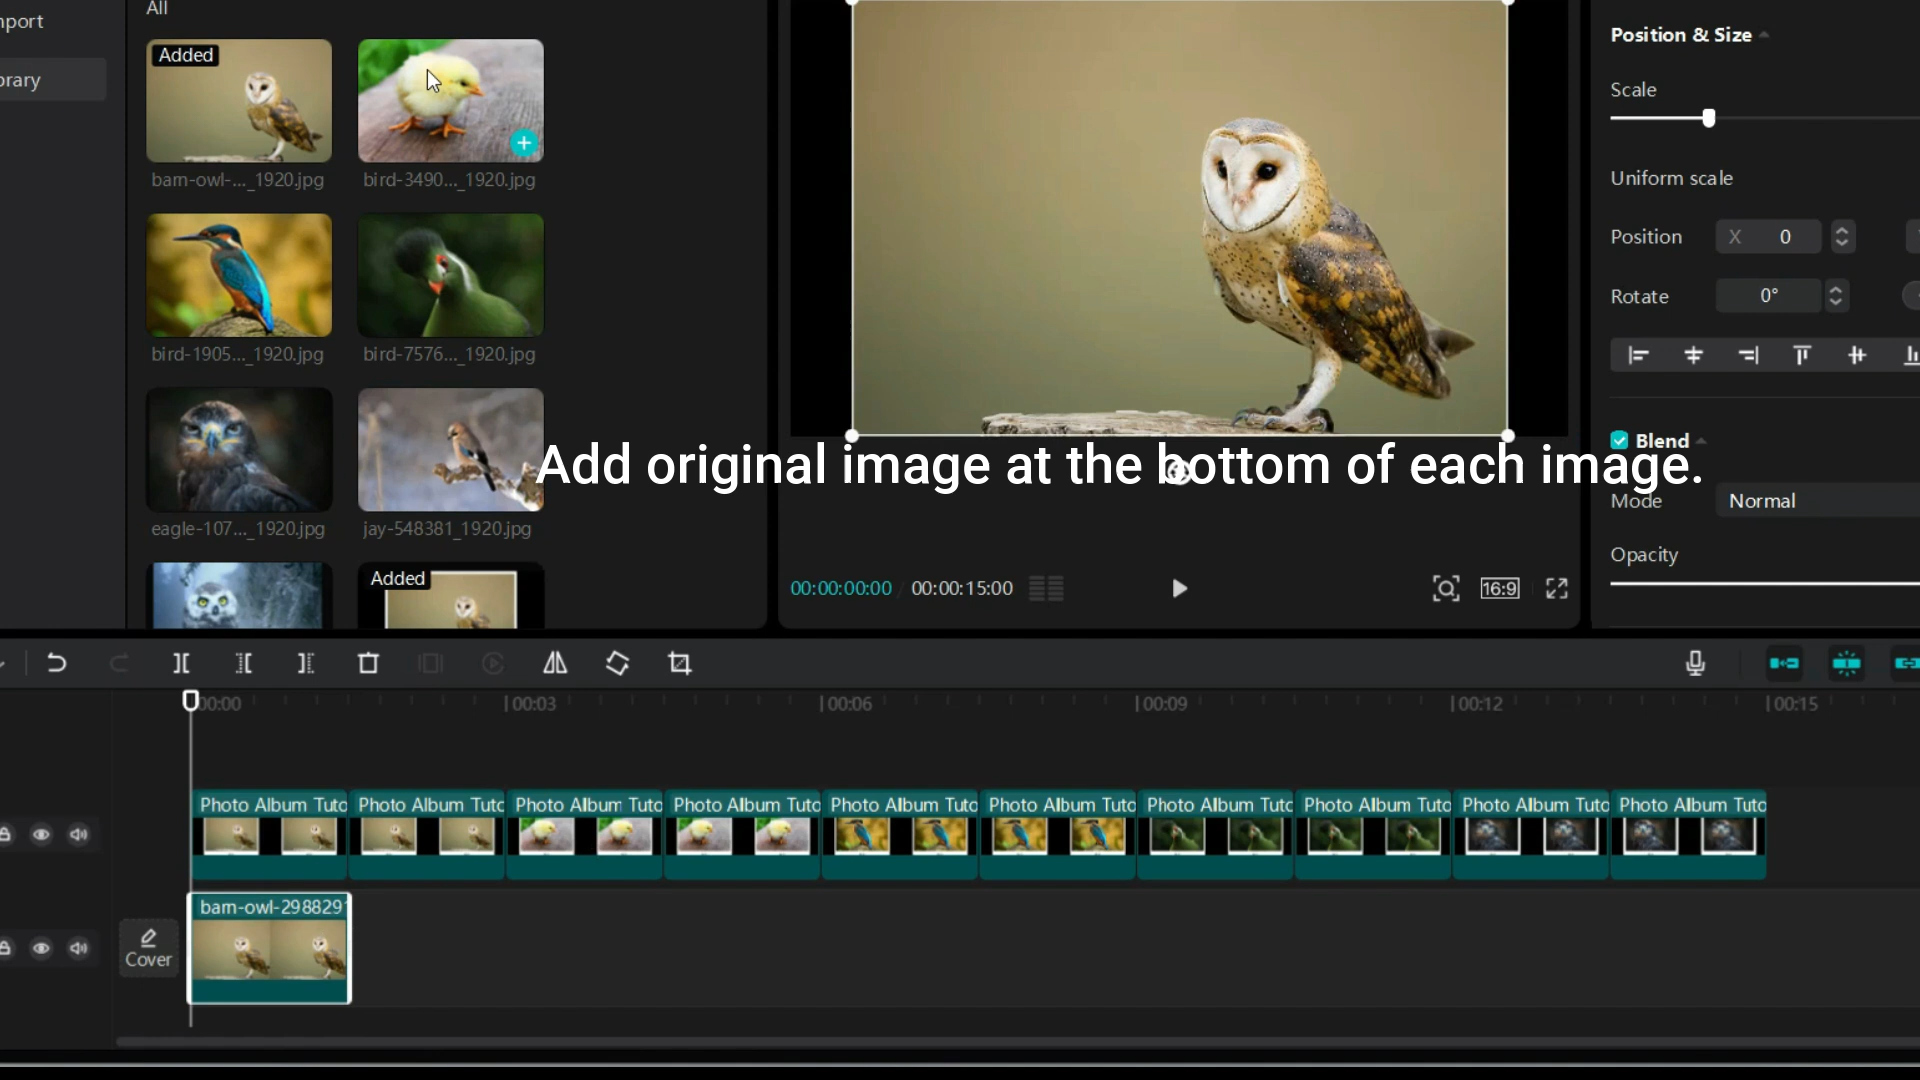 All
nport
brary
Added
barn-owl-..._1920.jpg
bird-3490..._1920.jpg
bird-1905..._1920.jpg
bird-7576..._1920.jpg
eagle-107..._1920.jpg
jay-548381_1920.jpg
Added
Add original image at the bottom of each image.
00:00:00:00 / 00:00:15:00
16:9
Position & Size
Scale
Uniform scale
Position X 0
Rotate 0°
Blend
Mode Normal
Opacity
00:00 00:03 00:06 00:09 00:12 00:15
Photo Album Tuto Photo Album Tuto Photo Album Tuto Photo Album Tuto Photo Album Tuto Photo Album Tuto Photo Album Tuto Photo Album Tuto Photo Album Tuto Photo Album Tuto
barn-owl-298829
Cover